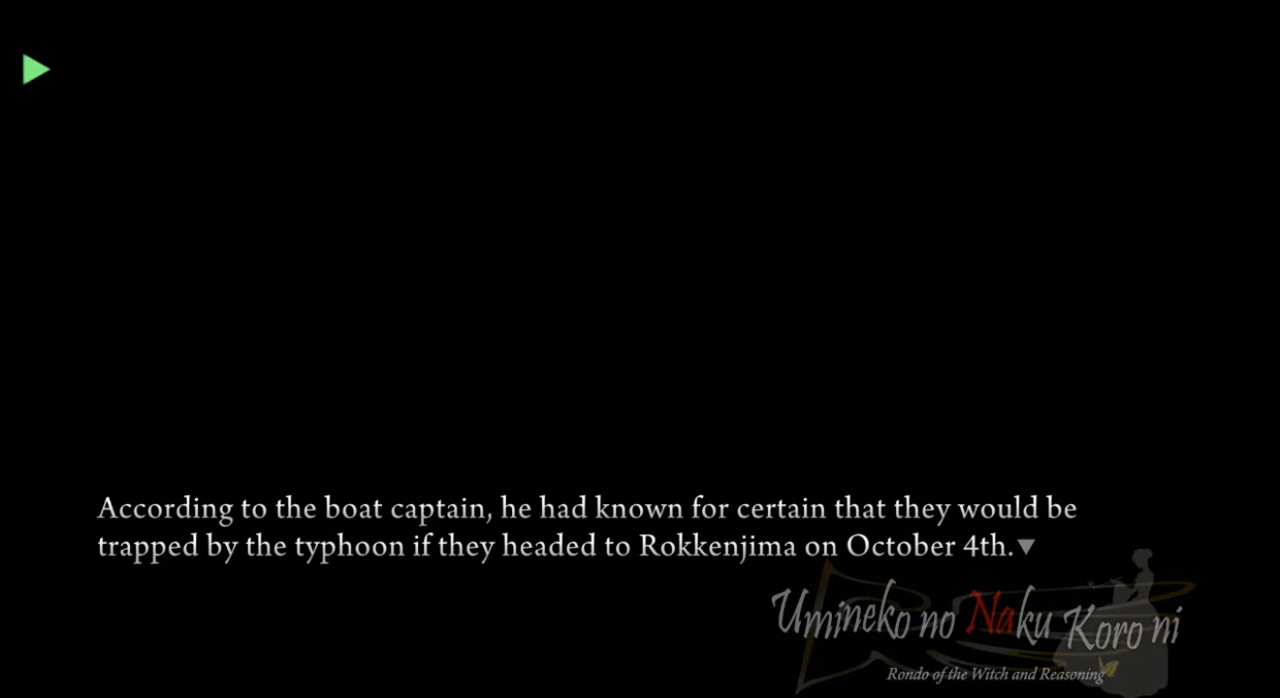 According to the boat captain, he had known for certain that they would be
trapped by the typhoon if they headed to Rokkenjima on October 4th.
Umineko no Naku Koro ni
Rondo of the Witch and Reasoning